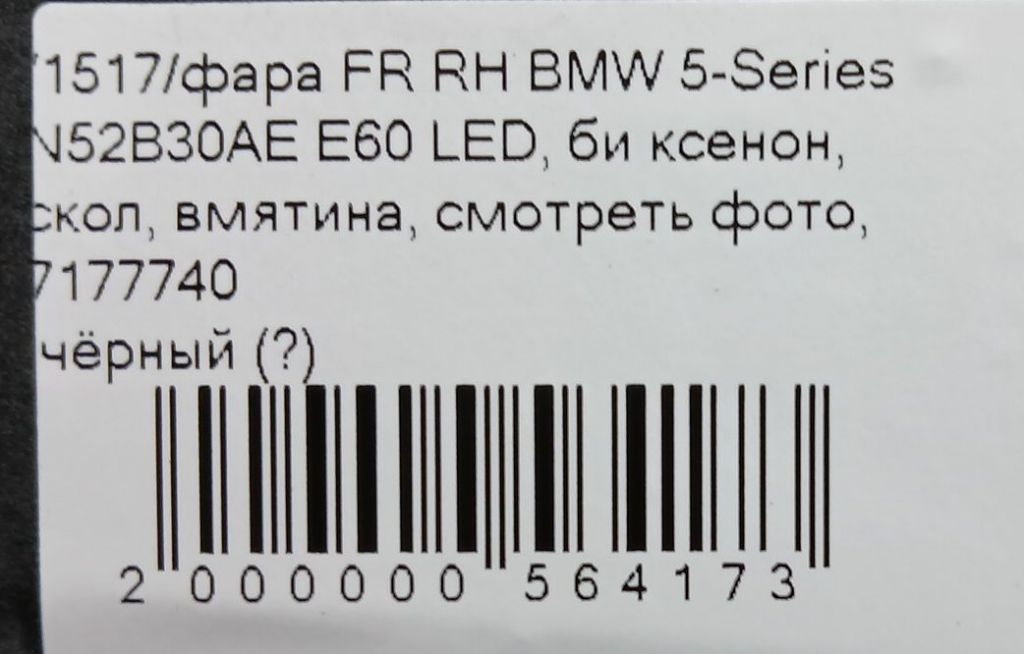 1517/фара FR RH BMW 5-Series
N52B30AE E60 LED, би ксенон,
скол, вмятина, смотреть фото,
7177740
чёрный (?)
2 000000 564173